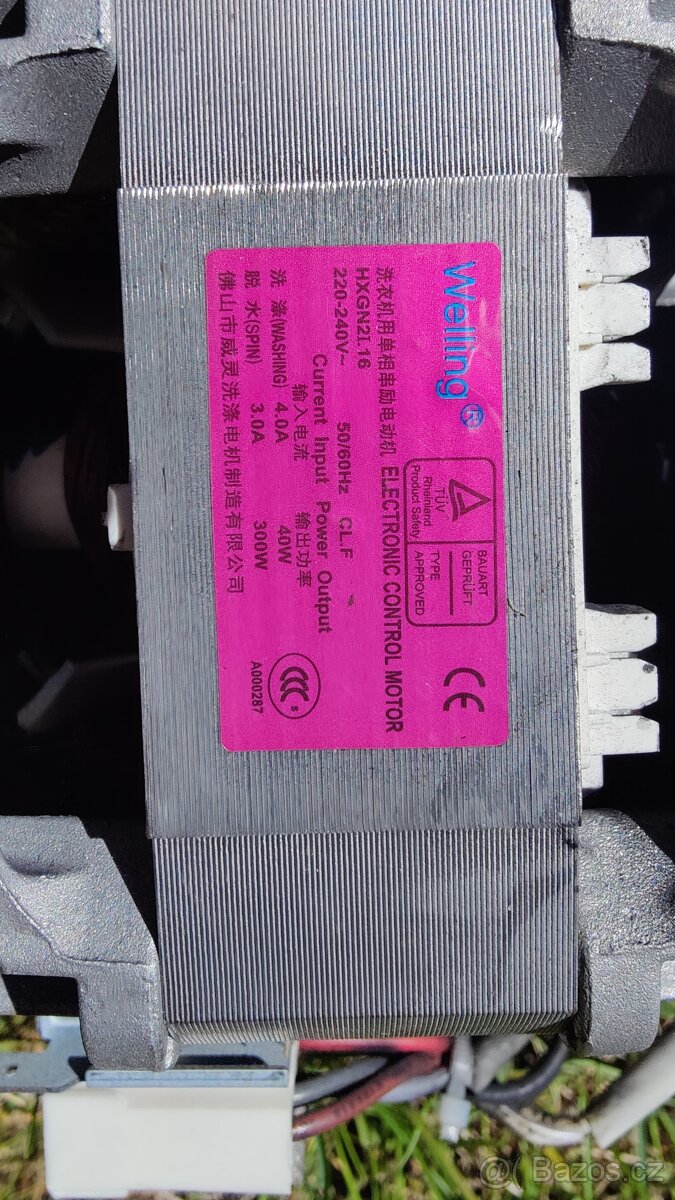 Welling®
TÜV
Rheinland
Product Safety
BAUART
GEPRÜFT
TYPE
APPROVED
CE
洗衣机用单相串励电动机 ELECTRONIC CONTROL MOTOR
HXGN2I.16
220-240V~ 50/60Hz CL.F
Current Input Power Output
输入电流 输出功率
洗 涤(WASHING) 4.0A 40W
脱 水(SPIN) 3.0A 300W
佛山市威灵洗涤电机制造有限公司
CCC S
A000287
Bazos.cz